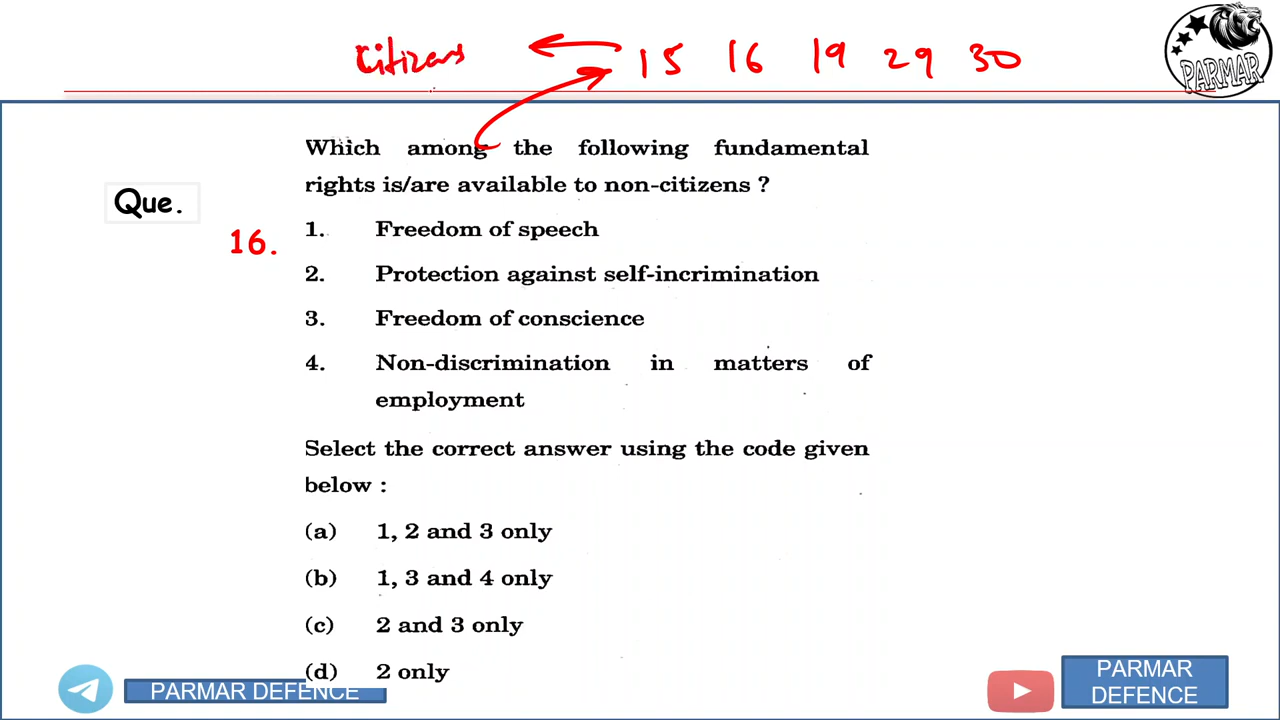 Citizens 15 16 19 29 30
PARMAR
Which among the following fundamental
rights is/are available to non-citizens ?
Que.
16.
1. Freedom of speech
2. Protection against self-incrimination
3. Freedom of conscience
4. Non-discrimination in matters of
employment
Select the correct answer using the code given
below :
(a) 1, 2 and 3 only
(b) 1, 3 and 4 only
(c) 2 and 3 only
(d) 2 only
PARMAR DEFENCE
PARMAR
DEFENCE